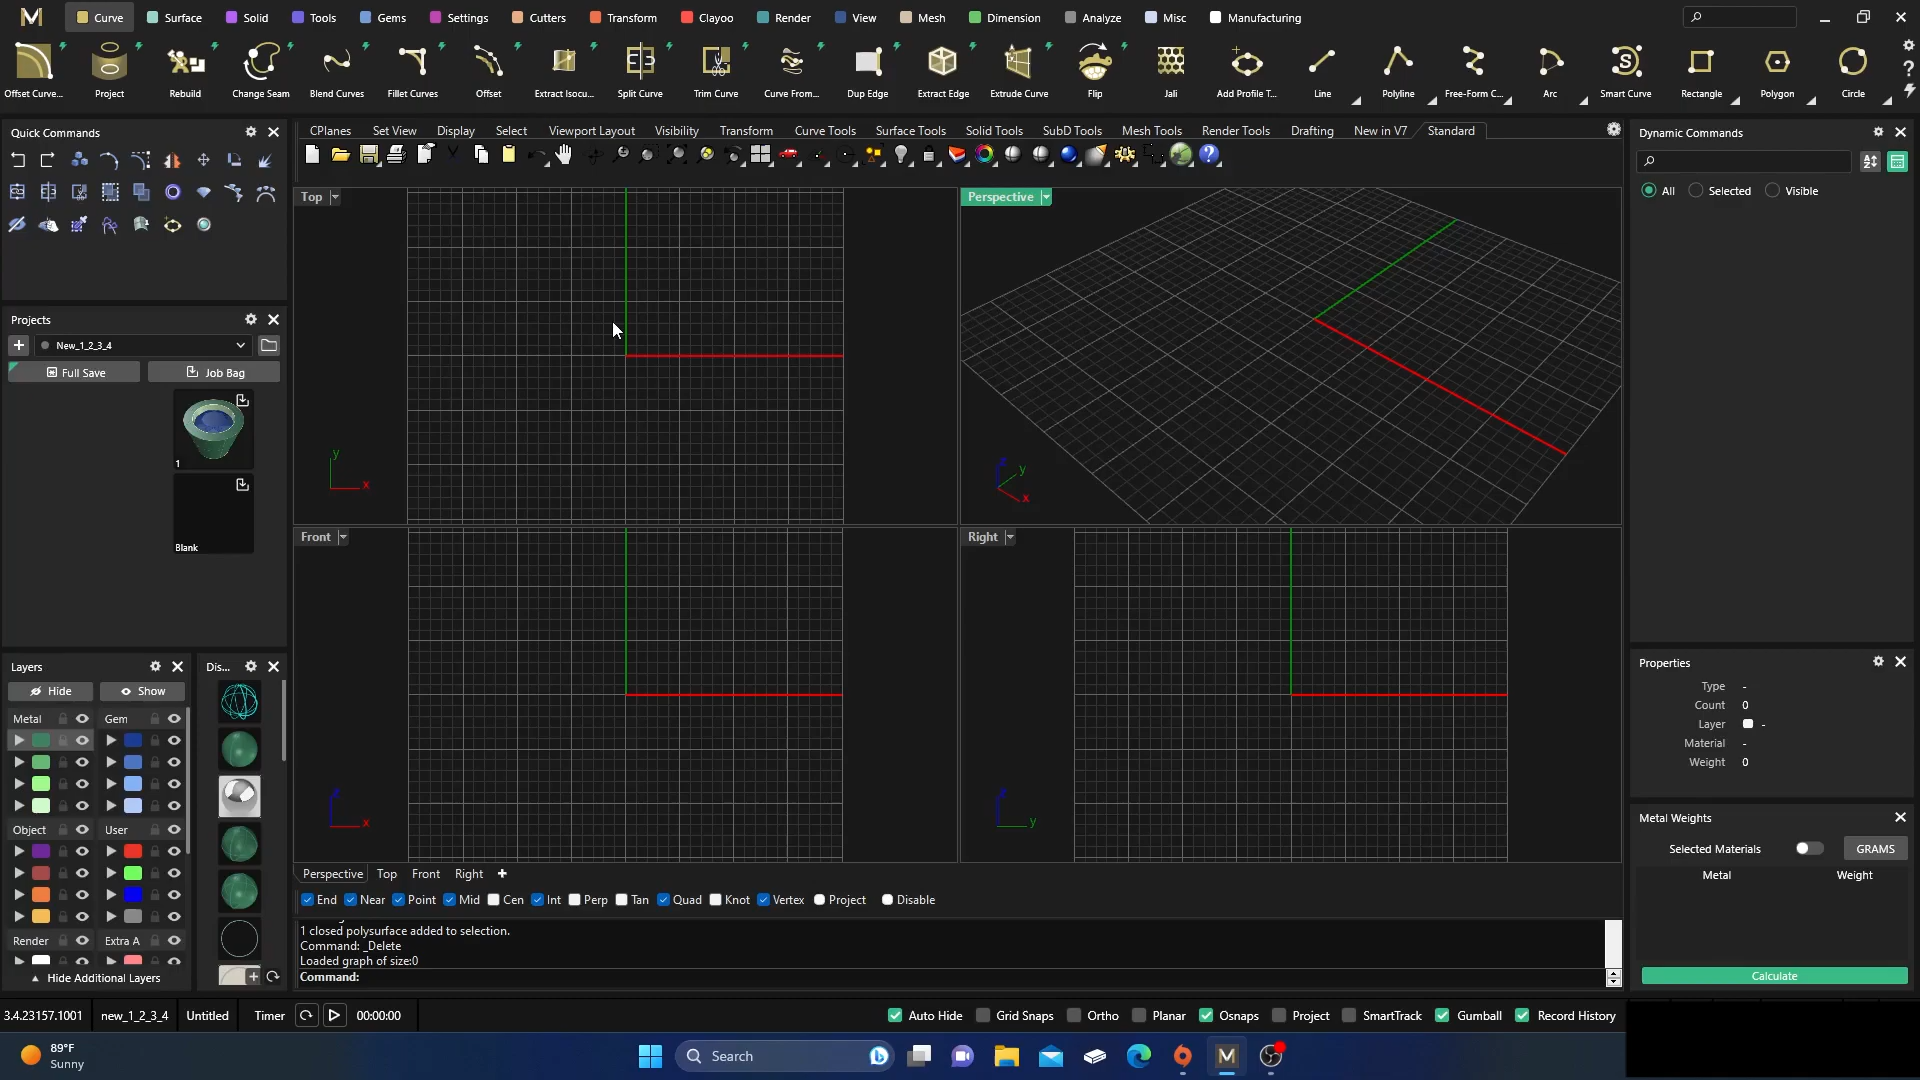 M Curve Surface Solid Tools Gems Settings Cutters Transform Clayoo Render View Mesh Dimension Analyze Misc Manufacturing
Offset Curve... Project Rebuild Change Seam Blend Curves Fillet Curves Offset Extract Isocu... Split Curve Trim Curve Curve From... Dup Edge Extract Edge Extrude Curve Flip Jali Add Profile T... Line Polyline Free-Form C... Arc Smart Curve Rectangle Polygon Circle
Quick Commands
CPlanes Set View Display Select Viewport Layout Visibility Transform Curve Tools Surface Tools Solid Tools SubD Tools Mesh Tools Render Tools Drafting New in V7 Standard
Dynamic Commands
All Selected Visible
Top
Perspective
Projects
New_1_2_3_4
Full Save Job Bag
1
Blank
y
x
z
y
x
Front
Right
z
x
z
y
Layers
Dis...
Hide Show
Metal Gem
Object User
Render Extra A
Hide Additional Layers
Properties
Type -
Count 0
Layer -
Material -
Weight 0
Metal Weights
Selected Materials GRAMS
Metal Weight
Calculate
Perspective Top Front Right
End Near Point Mid Cen Int Perp Tan Quad Knot Vertex Project Disable
1 closed polysurface added to selection.
Command: _Delete
Loaded graph of size:0
Command:
3.4.23157.1001 new_1_2_3_4 Untitled Timer 00:00:00 Auto Hide Grid Snaps Ortho Planar Osnaps Project SmartTrack Gumball Record History
89°F
Sunny
Search
M